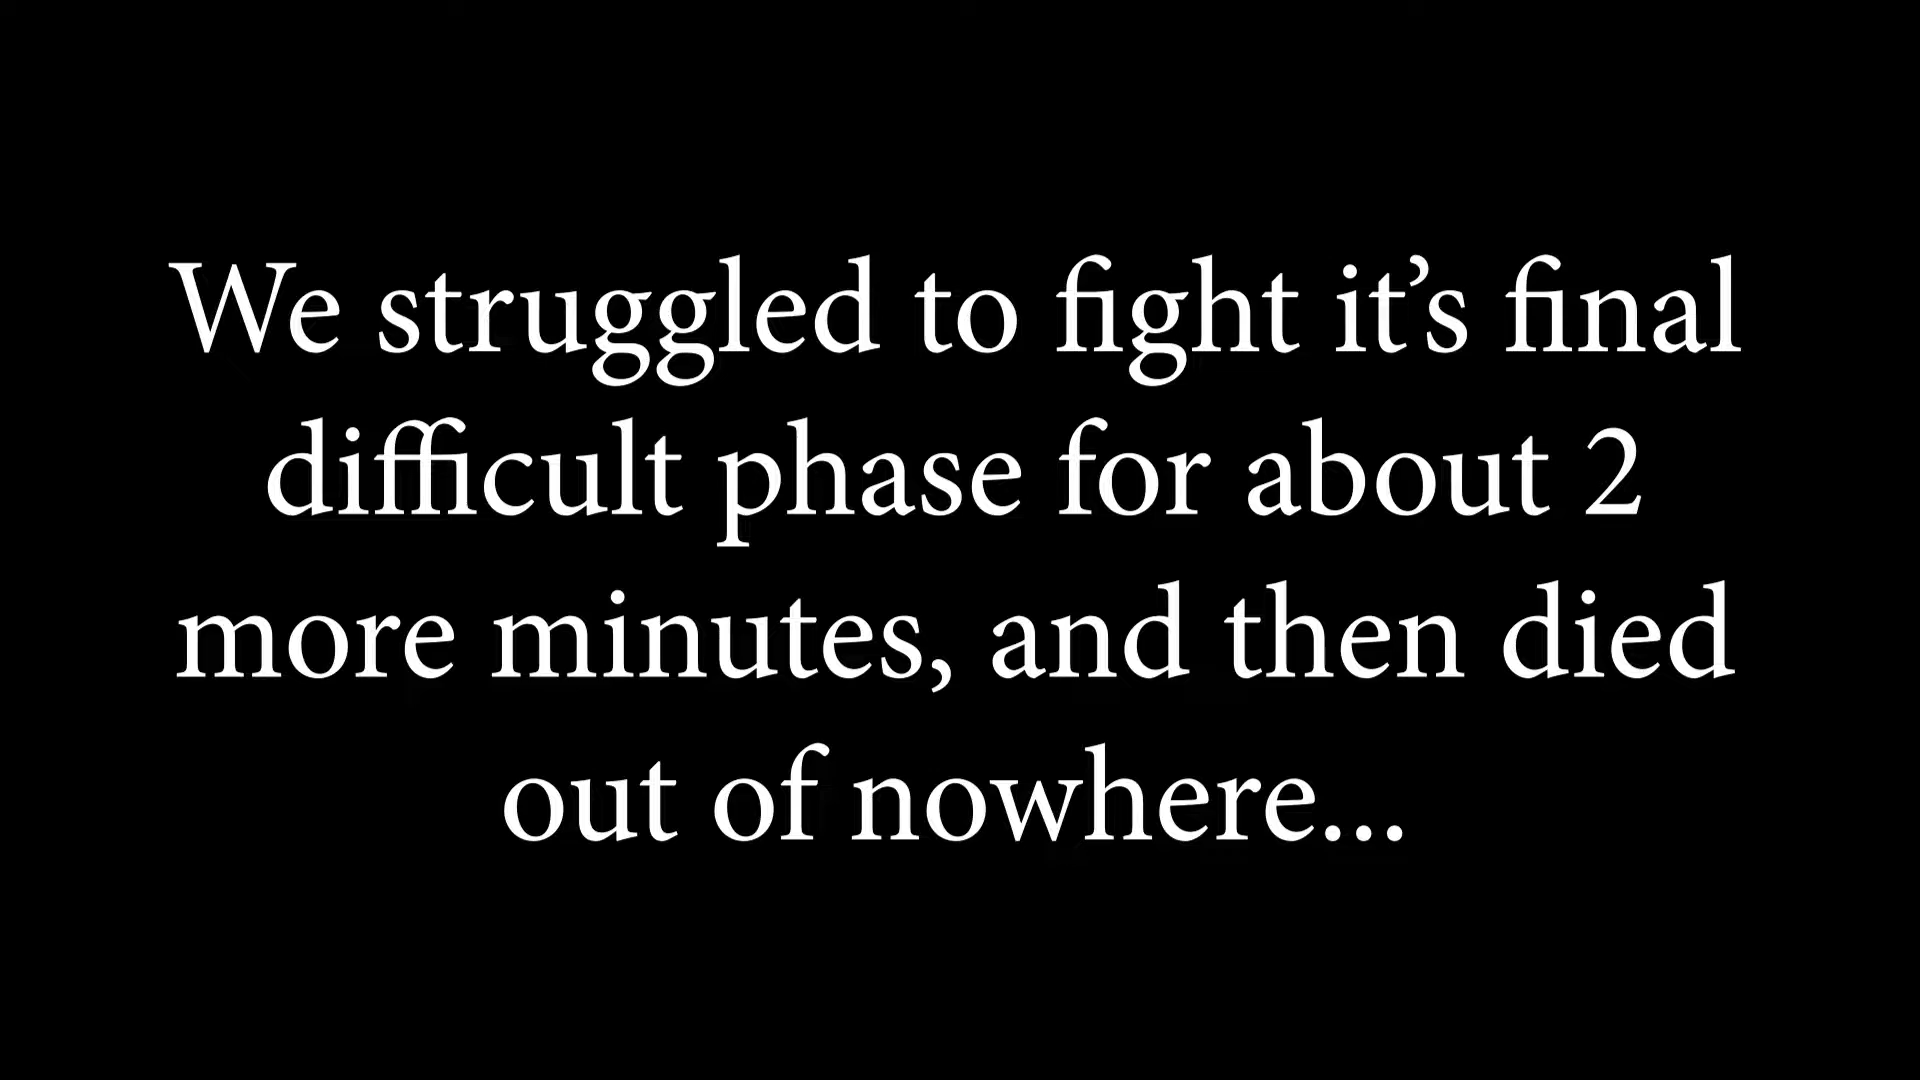 We struggled to fight it’s final
difficult phase for about 2
more minutes, and then died
out of nowhere...